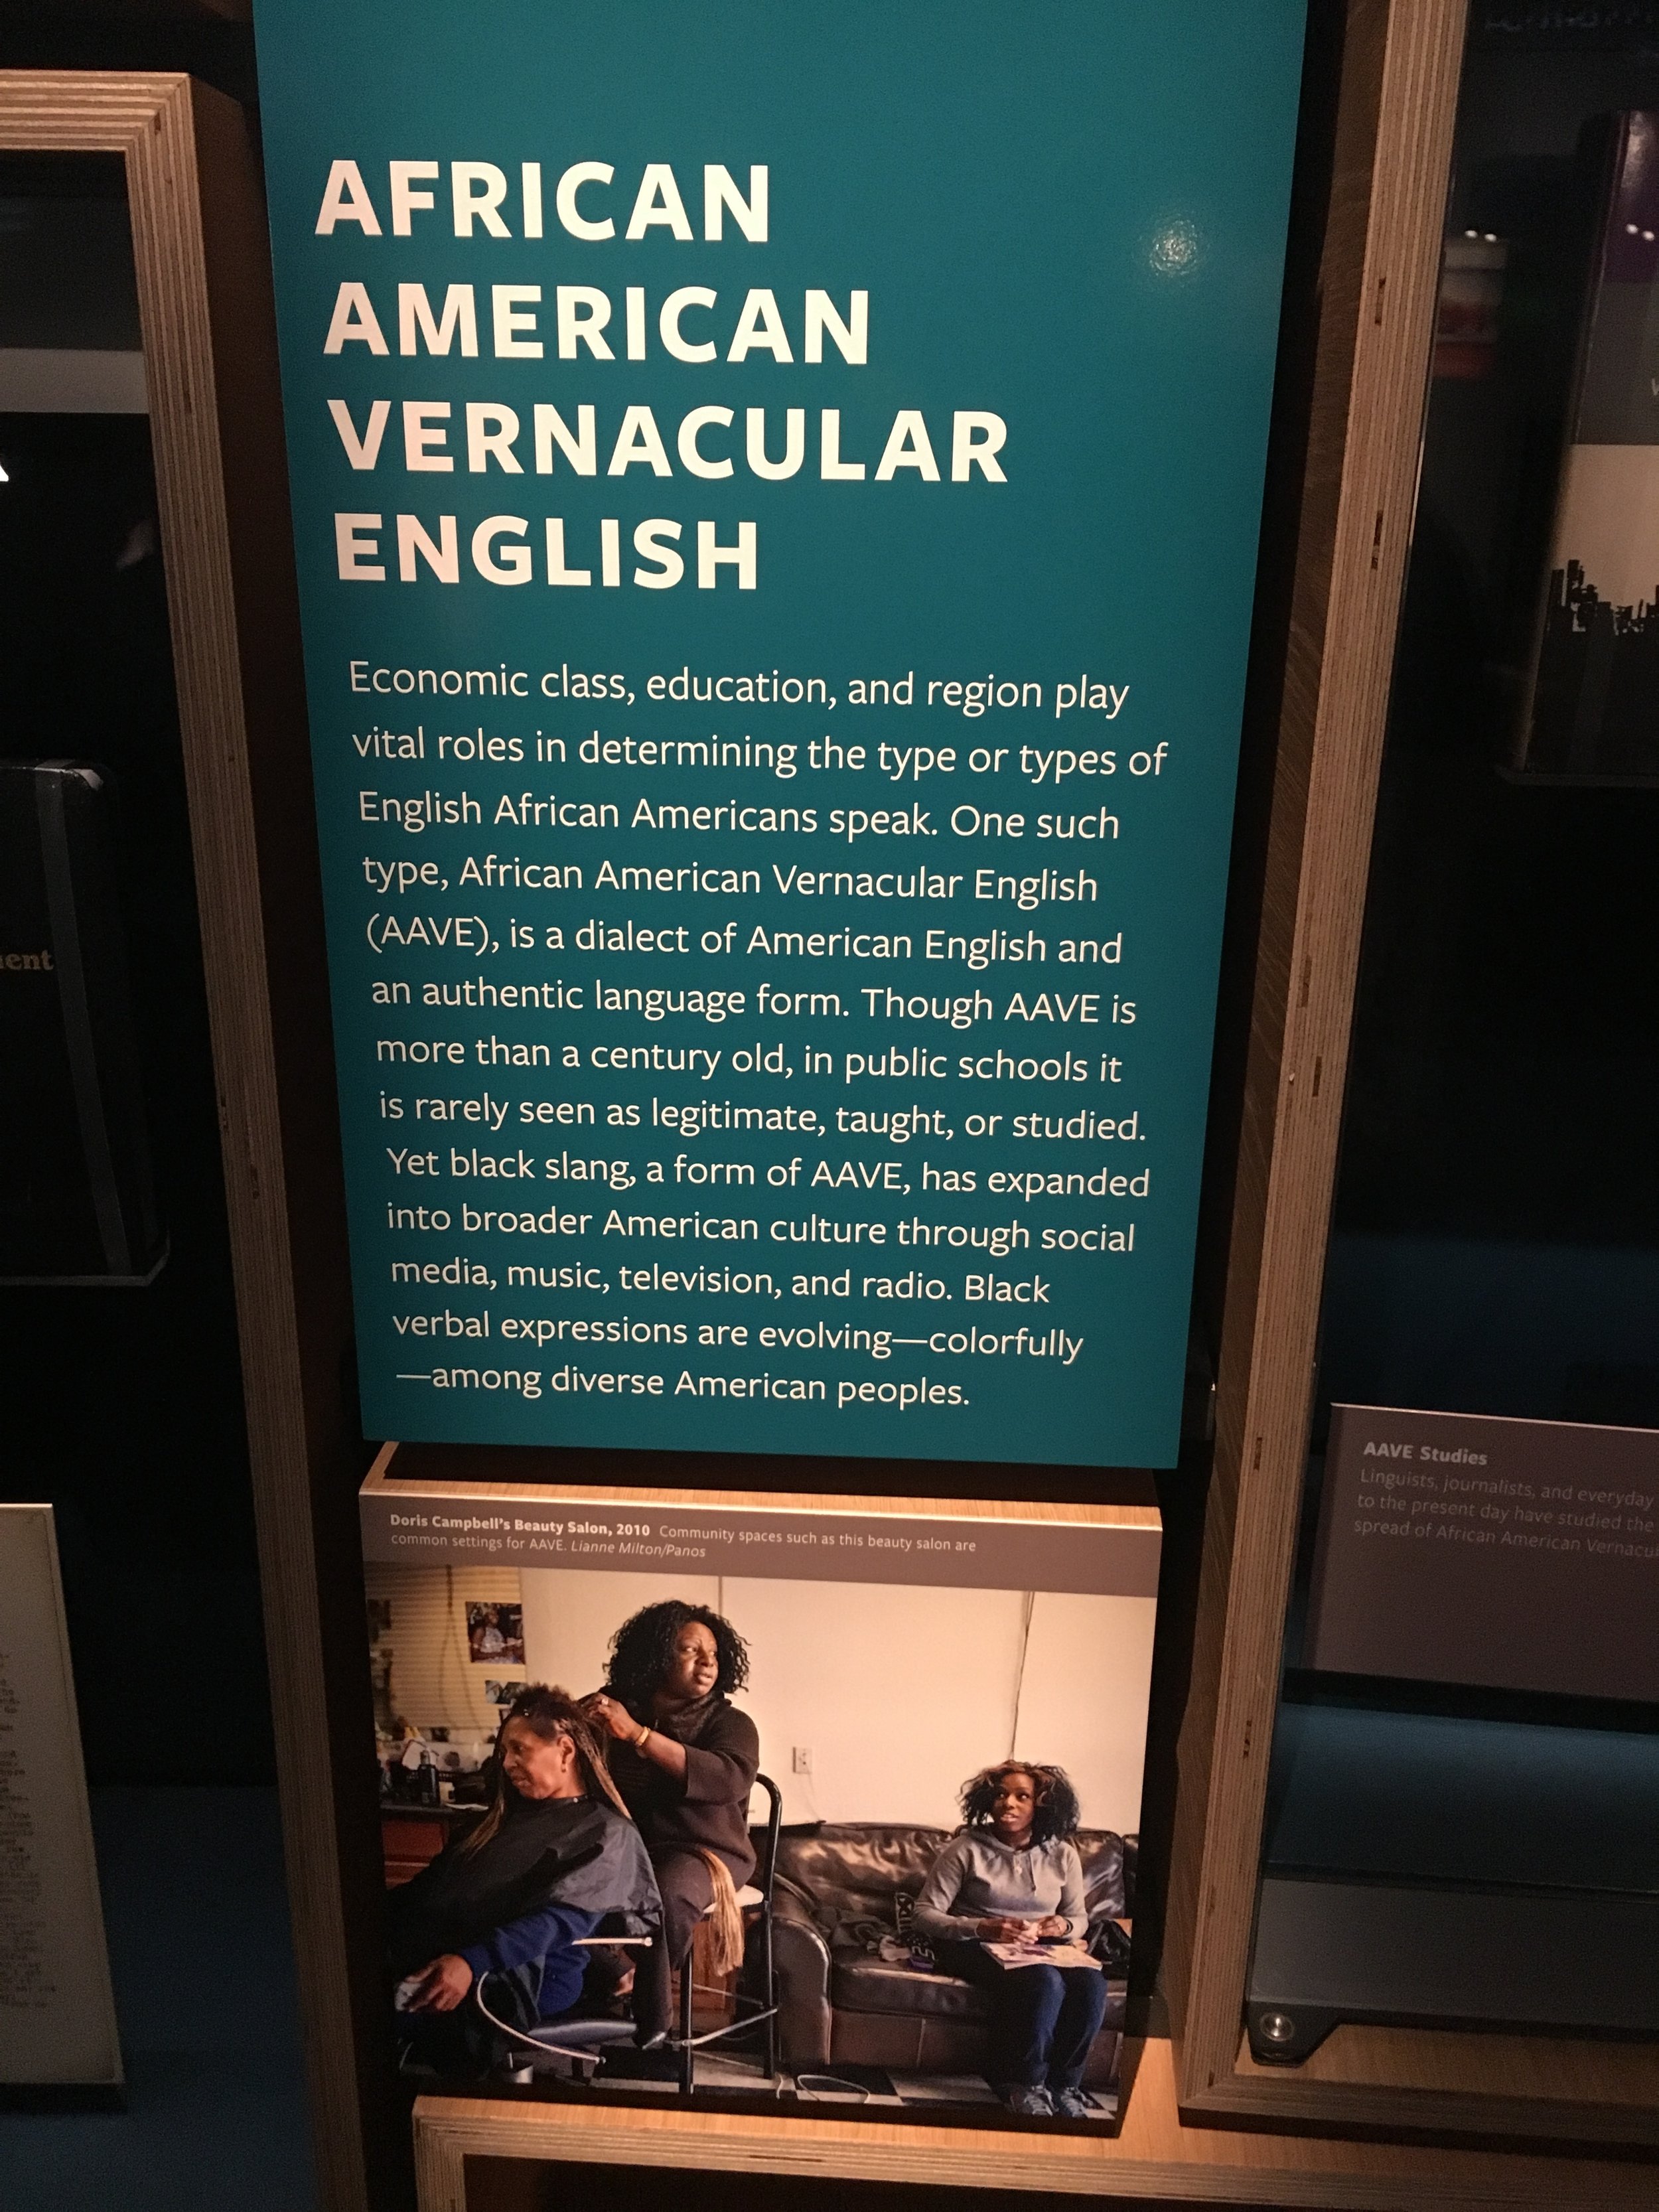 AFRICAN
AMERICAN
VERNACULAR
ENGLISH
Economic class, education, and region play
vital roles in determining the type or types of
English African Americans speak. One such
type, African American Vernacular English
(AAVE), is a dialect of American English and
an authentic language form. Though AAVE is
more than a century old, in public schools it
is rarely seen as legitimate, taught, or studied.
Yet black slang, a form of AAVE, has expanded
into broader American culture through social
media, music, television, and radio. Black
verbal expressions are evolving—colorfully
—among diverse American peoples.
Doris Campbell's Beauty Salon, 2010 Community spaces such as this beauty salon are
common settings for AAVE. Lianne Milton/Panos
AAVE Studies
Linguists, journalists, and everyday
to the present day have studied the
spread of African American